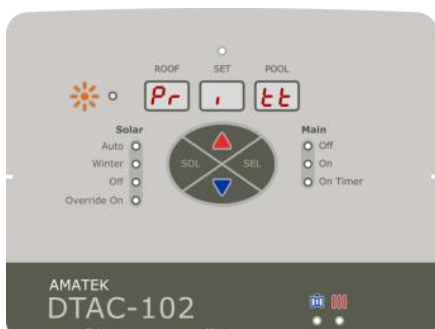 ROOF SET POOL
Pr ı tt
Solar
Auto
Winter
Off
Override On
SOL SEL
Main
Off
On
On Timer
AMATEK
DTAC-102